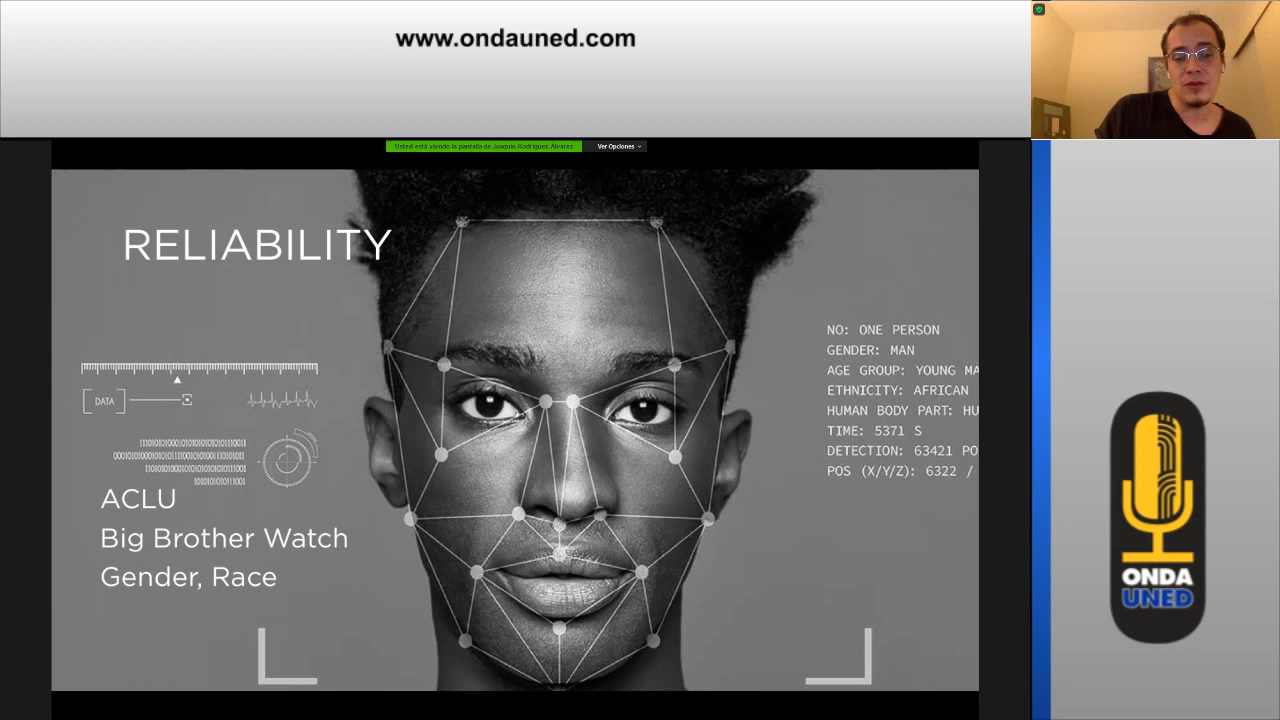 www.ondauned.com
Usted está viendo la pantalla de Joaquín Rodríguez Álvarez
Ver Opciones
RELIABILITY
DATA
ACLU
Big Brother Watch
Gender, Race
NO: ONE PERSON
GENDER: MAN
AGE GROUP: YOUNG MA
ETHNICITY: AFRICAN
HUMAN BODY PART: HU
TIME: 5371 S
DETECTION: 63421 PO
POS (X/Y/Z): 6322 /
ONDA
UNED